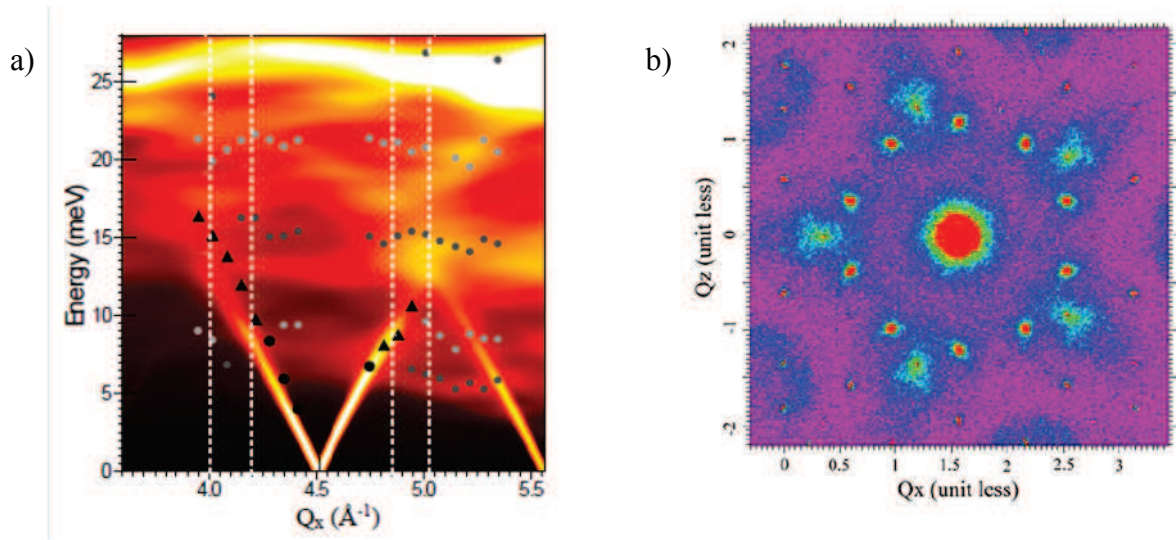 a)
25
20
15
10
5
0
Energy (meV)
4.0 4.5 5.0 5.5
Qx (Å-1)
b)
2
1
0
-1
-2
Qz (unit less)
0 0.5 1 1.5 2 2.5 3
Qx (unit less)